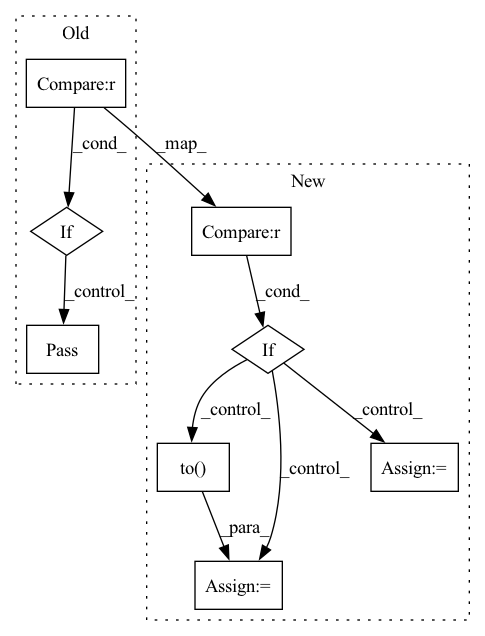 Old
Compare:r
_cond_
_map_
New
If
Compare:r
_control_
_cond_
Pass
If
_control_
_control_
_control_
to()
Assign:=
_para_
Assign:=